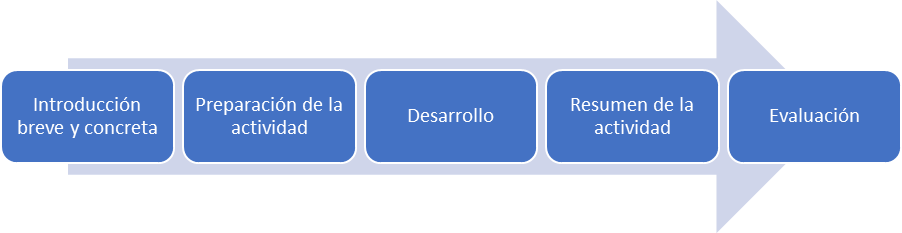 Introducción
breve y concreta
Preparación de la
actividad
Desarrollo
Resumen de la
actividad
Evaluación